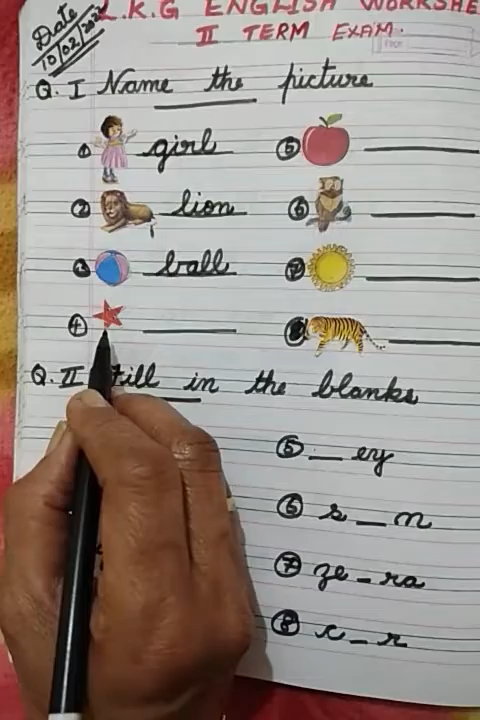 L.K.G ENGLISH WORKSHE
Date
10/02/202
II TERM EXAM.
Q. I Name the picture
① girl
② lion
③ ball
④
⑤
⑥
⑦
⑧
Q. II Fill in the blanks
⑤ _ ey
⑥ s _ n
⑦ ze _ ra
⑧ c _ r